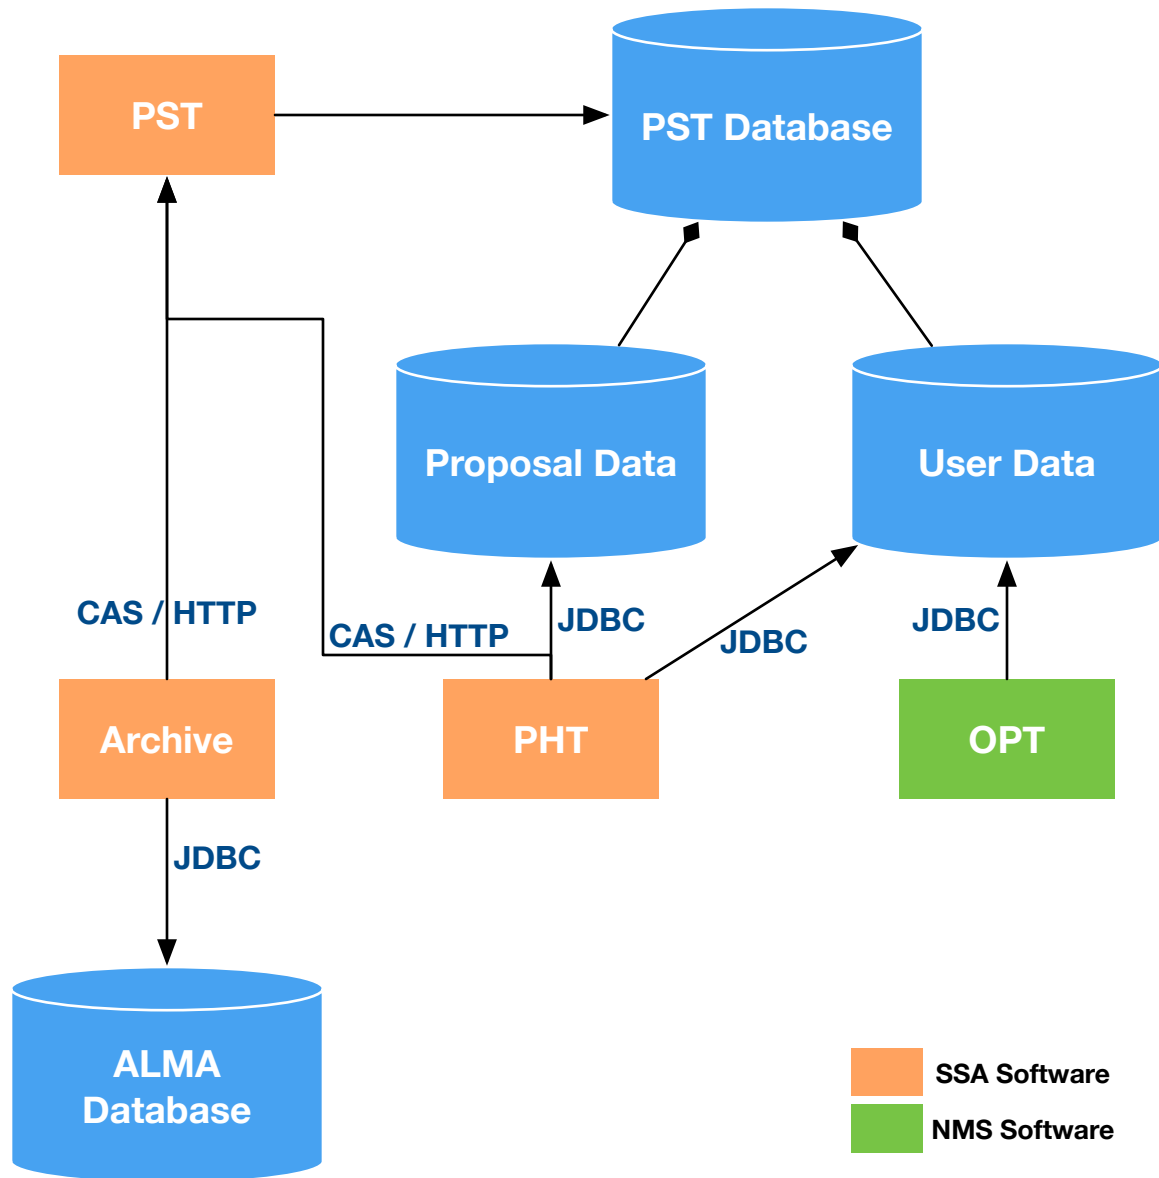 PST
PST Database
Proposal Data
User Data
CAS / HTTP
CAS / HTTP
JDBC
JDBC
JDBC
Archive
PHT
OPT
JDBC
ALMA
Database
SSA Software
NMS Software